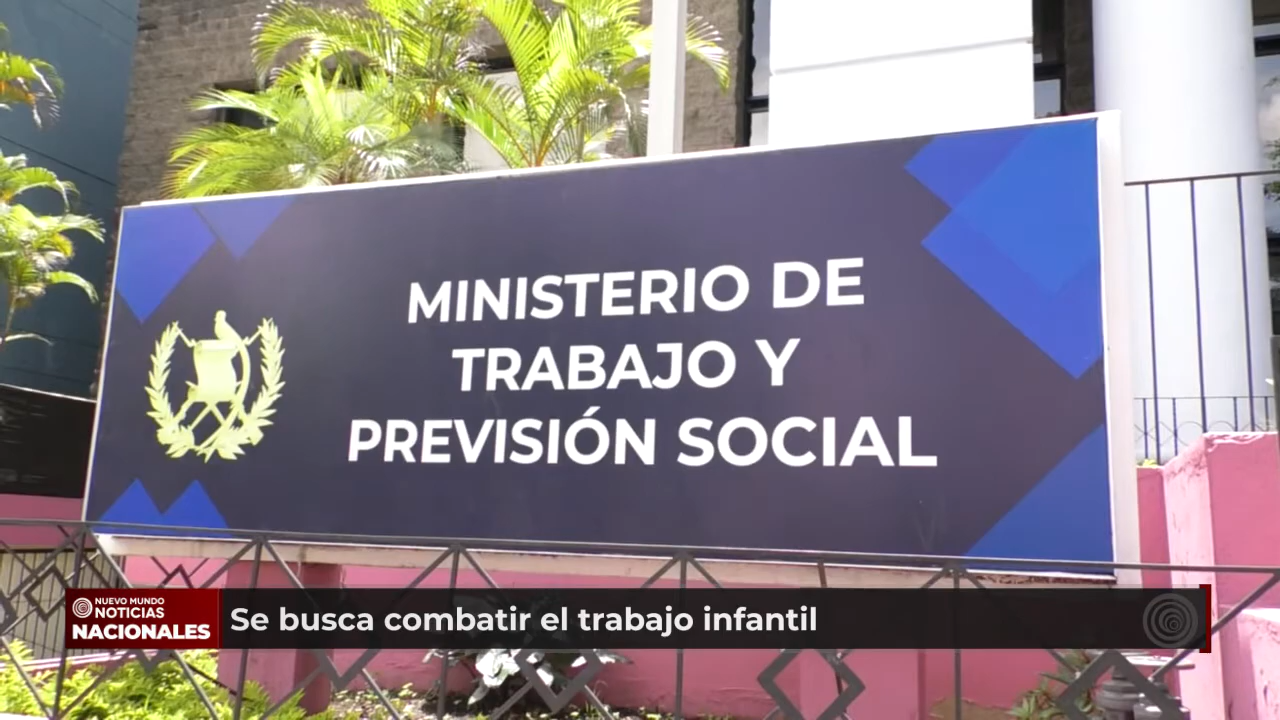 MINISTERIO DE
TRABAJO Y
PREVISIÓN SOCIAL
NUEVO MUNDO
NOTICIAS
NACIONALES
Se busca combatir el trabajo infantil